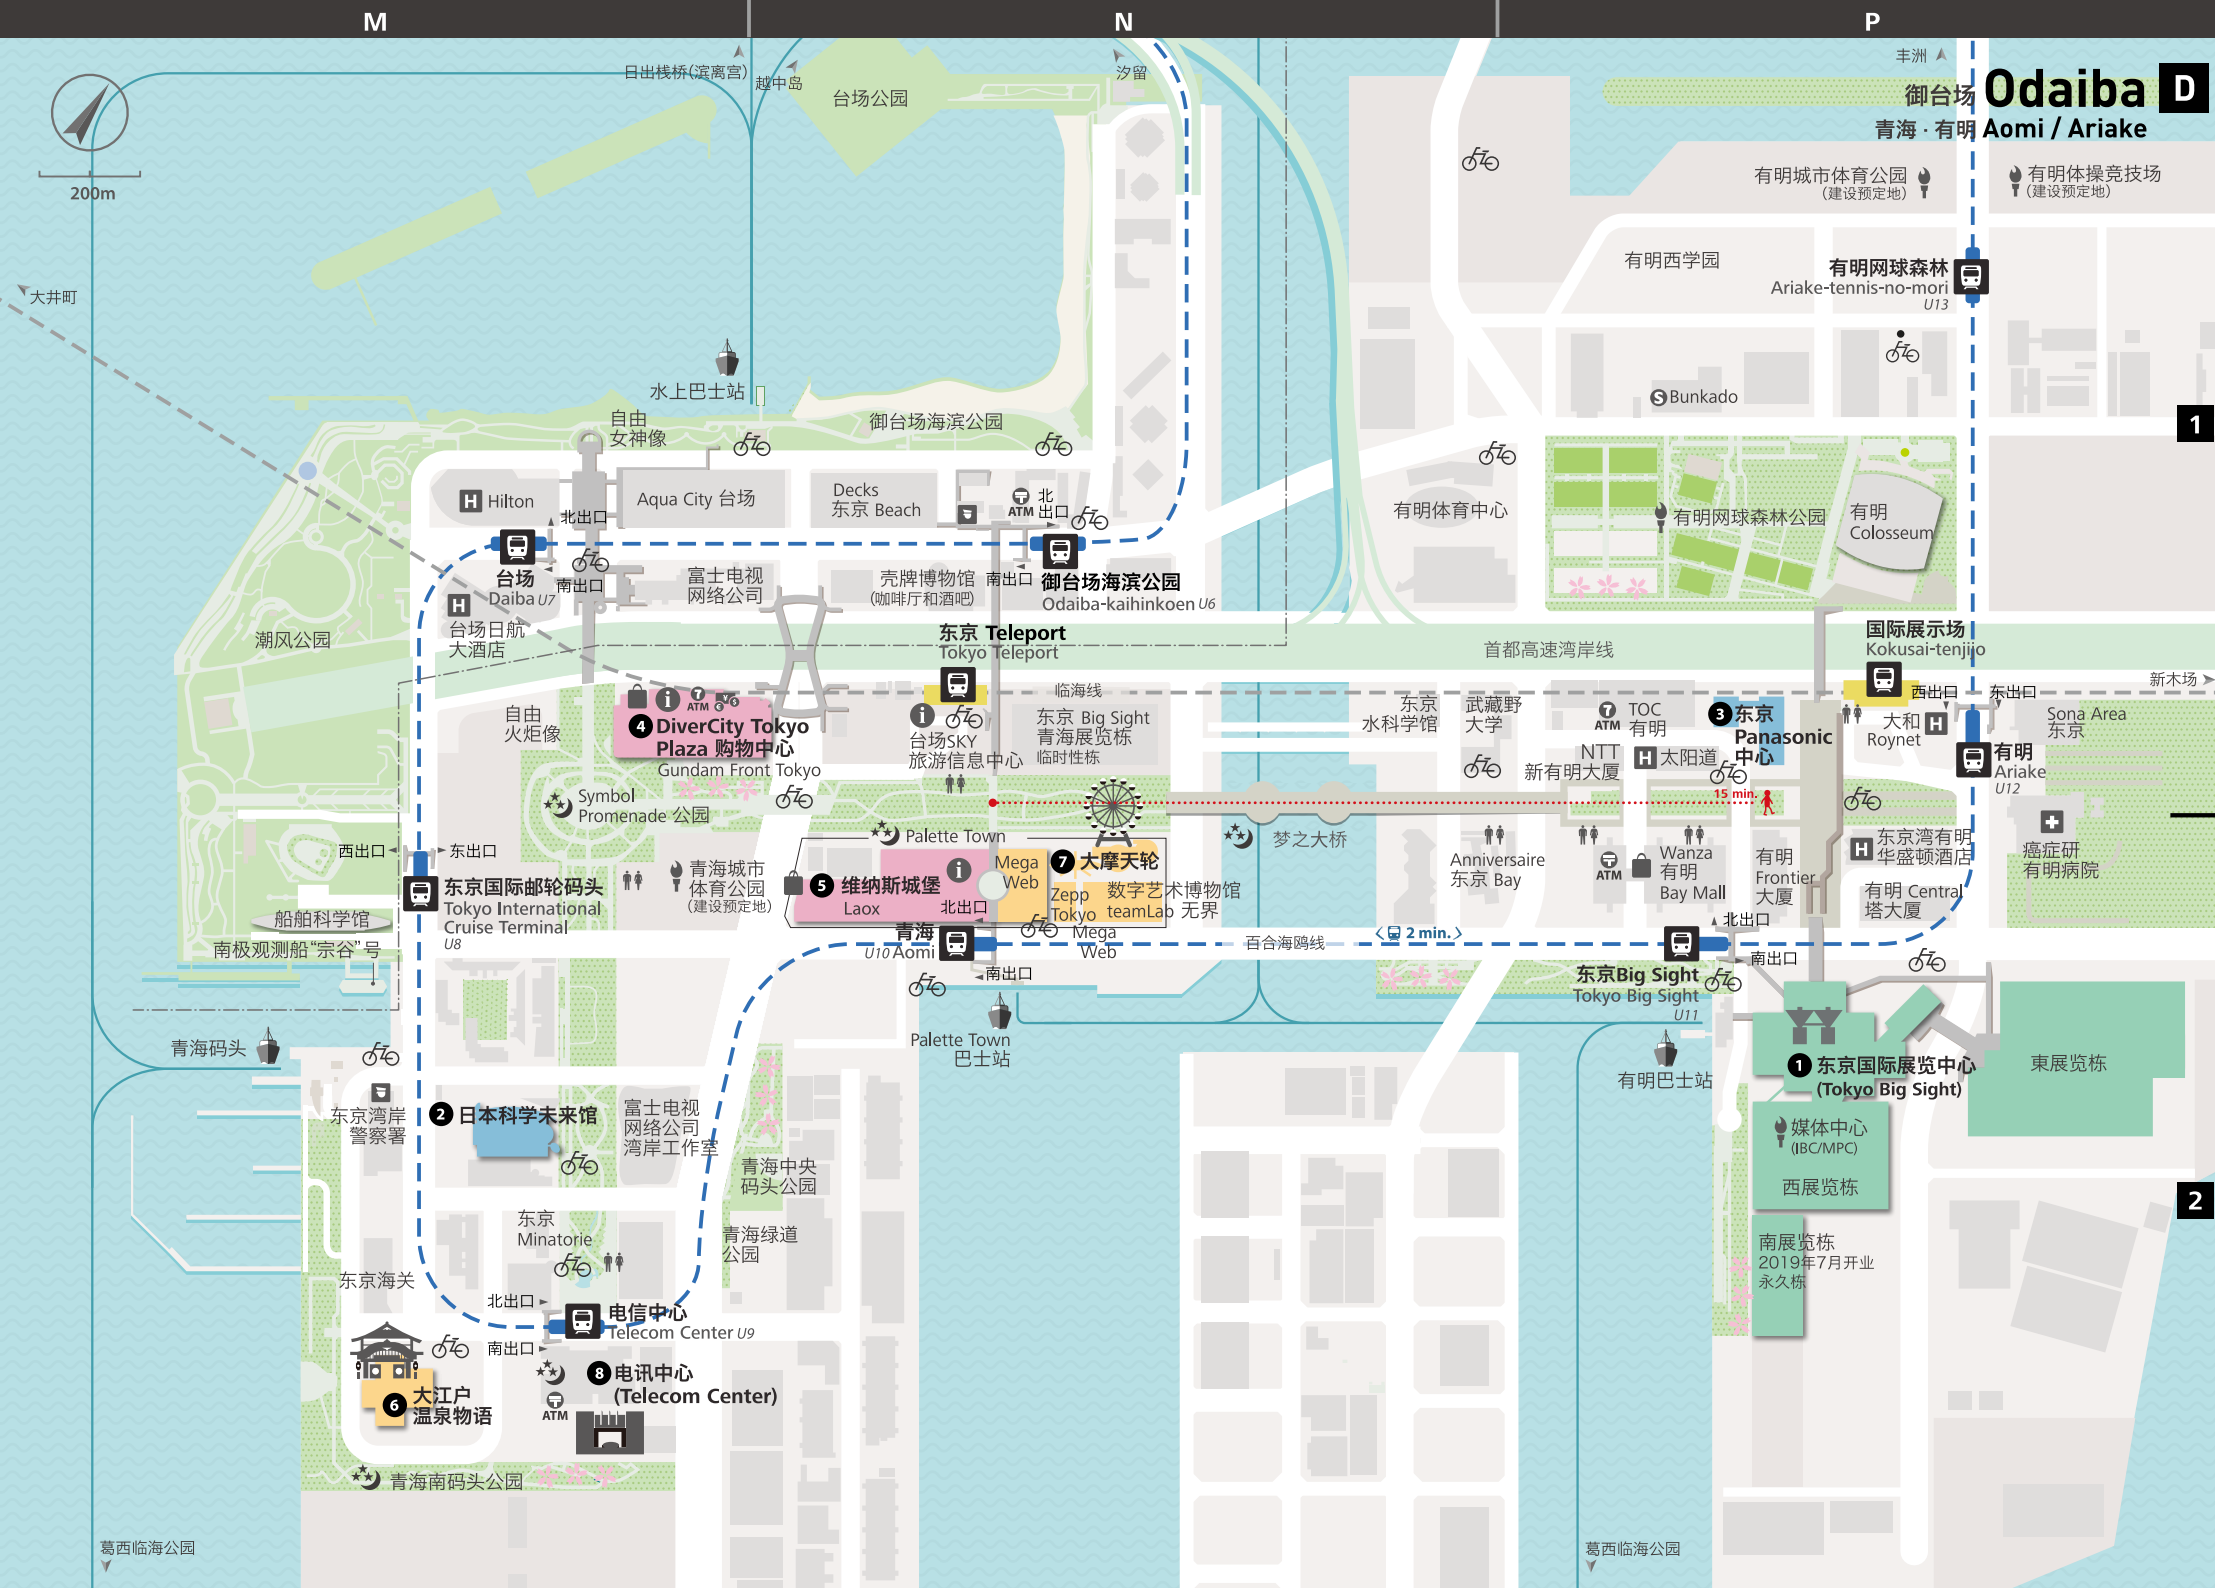 M
N
P
丰洲
御台场 Odaiba D
青海 · 有明 Aomi / Ariake
日出栈桥(滨离宫)
越中岛
汐留
台场公园
200m
有明城市体育公园
(建设预定地)
有明体操竞技场
(建设预定地)
有明西学园
有明网球森林
Ariake-tennis-no-mori
U13
大井町
水上巴士站
Bunkado
1
自由
女神像
御台场海滨公园
Hilton
Aqua City 台场
Decks
东京 Beach
ATM
北
出口
北出口
有明体育中心
有明网球森林公园
有明
Colosseum
台场
Daiba U7
南出口
富士电视
网络公司
壳牌博物馆
(咖啡厅和酒吧)
南出口
御台场海滨公园
Odaiba-kaihinkoen U6
台场日航
大酒店
潮风公园
东京 Teleport
Tokyo Teleport
首都高速湾岸线
国际展示场
Kokusai-tenjijo
新木场
临海线
西出口
东出口
自由
火炬像
ATM
4 DiverCity Tokyo
Plaza 购物中心
Gundam Front Tokyo
台场SKY
旅游信息中心
东京 Big Sight
青海展览栋
临时性栋
东京
水科学馆
武藏野
大学
ATM
TOC
有明
NTT
新有明大厦
太阳道
3 东京
Panasonic
中心
大和
Roynet
Sona Area
东京
有明
Ariake
U12
Symbol
Promenade 公园
15 min.
Palette Town
梦之大桥
西出口
东出口
东京国际邮轮码头
Tokyo International
Cruise Terminal
U8
青海城市
体育公园
(建设预定地)
5 维纳斯城堡
Laox
Mega
Web
7 大摩天轮
Zepp
Tokyo
数字艺术博物馆
teamLab 无界
Mega
Web
北出口
Anniversaire
东京 Bay
ATM
Wanza
有明
Bay Mall
有明
Frontier
大厦
东京湾有明
华盛顿酒店
有明 Central
塔大厦
癌症研
有明病院
船舶科学馆
南极观测船“宗谷”号
青海
U10 Aomi
南出口
百合海鸥线
2 min.
北出口
南出口
东京Big Sight
Tokyo Big Sight
U11
青海码头
Palette Town
巴士站
有明巴士站
1 东京国际展览中心
(Tokyo Big Sight)
東展览栋
东京湾岸
警察署
2 日本科学未来馆
富士电视
网络公司
湾岸工作室
青海中央
码头公园
媒体中心
(IBC/MPC)
西展览栋
2
东京
Minatorie
青海绿道
公园
南展览栋
2019年7月开业
永久栋
东京海关
北出口
南出口
电信中心
Telecom Center U9
8 电讯中心
(Telecom Center)
ATM
6 大江户
温泉物语
青海南码头公园
葛西临海公园
葛西临海公园